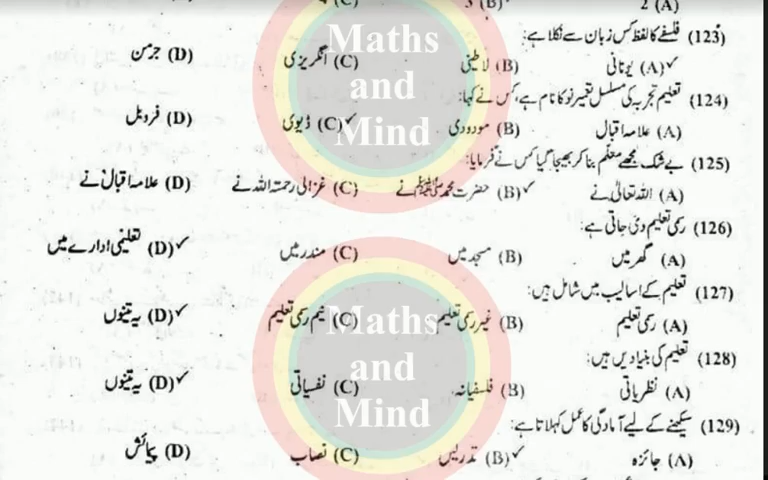 2 (A) 3 (B) 4 (C)
(123) فلسفے کا لفظ کس زبان سے نکلا ہے:
✓(A) یونانی (B) لاطینی (C) انگریزی (D) جرمن
(124) تعلیم تجربہ کی مسلسل تعمیر نو کا نام ہے، کس نے کہا:
(A) علامہ اقبال (B) مودودی ✓(C) ڈیوی (D) فروبل
(125) بے شک مجھے معلم بنا کر بھیجا گیا کس نے فرمایا:
(A) اللہ تعالیٰ نے ✓(B) حضرت محمد ﷺ نے (C) غزالی رحمتہ اللہ نے (D) علامہ اقبال نے
(126) رسمی تعلیم دی جاتی ہے:
(A) گھر میں (B) مسجد میں (C) مندر میں ✓(D) تعلیمی ادارے میں
(127) تعلیم کے اسالیب میں شامل ہیں:
(A) رسمی تعلیم (B) غیر رسمی تعلیم (C) نیم رسمی تعلیم ✓(D) یہ تینوں
(128) تعلیم کی بنیادیں ہیں:
(A) نظریاتی (B) فلسفیانہ (C) نفسیاتی ✓(D) یہ تینوں
(129) سیکھنے کے لیے آمادگی کا عمل کہلاتا ہے:
(A) جائزہ ✓(B) تدریس (C) نصاب (D) پیمائش
Maths
and
Mind
Maths
and
Mind